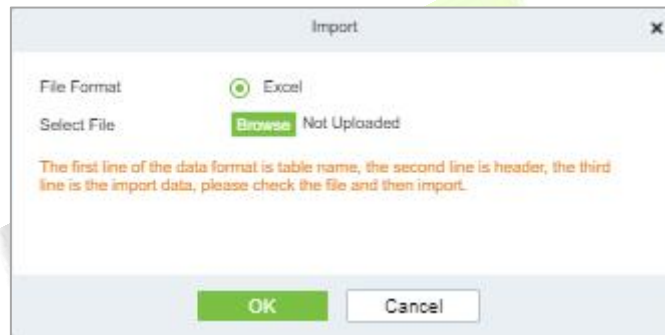 Import
File Format Excel
Select File Browse Not Uploaded
The first line of the data format is table name, the second line is header, the third
line is the import data, please check the file and then import.
OK Cancel